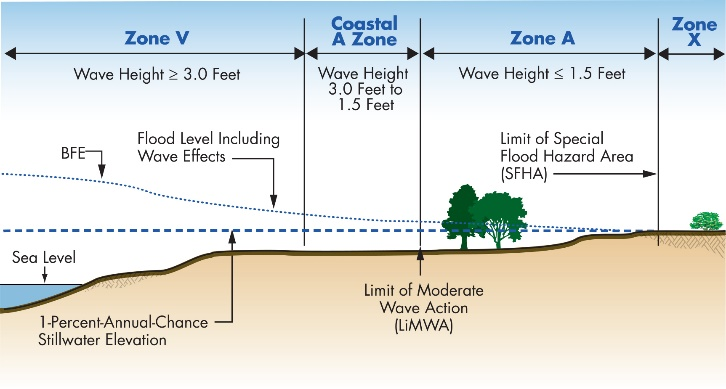 Zone V
Coastal
A Zone
Zone A
Zone
X
Wave Height ≥ 3.0 Feet
Wave Height
3.0 Feet to
1.5 Feet
Wave Height ≤ 1.5 Feet
BFE
Flood Level Including
Wave Effects
Limit of Special
Flood Hazard Area
(SFHA)
Sea Level
1-Percent-Annual-Chance
Stillwater Elevation
Limit of Moderate
Wave Action
(LiMWA)